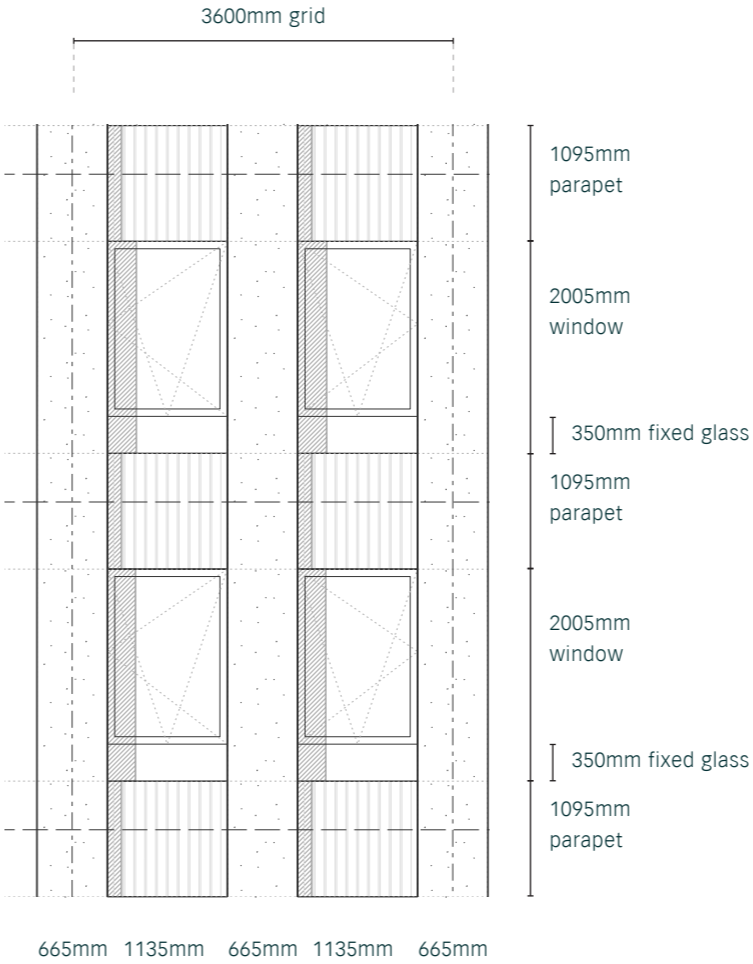 3600mm grid
1095mm
parapet
2005mm
window
350mm fixed glass
1095mm
parapet
2005mm
window
350mm fixed glass
1095mm
parapet
665mm 1135mm 665mm 1135mm 665mm